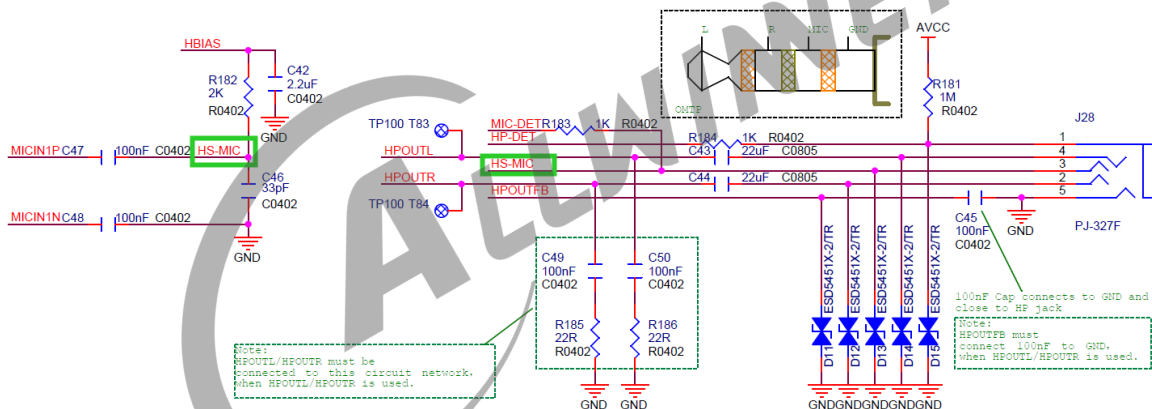 HBIAS
R182
2K
R0402
C42
2.2uF
C0402
GND
MICIN1P
C47
100nF
C0402
HS-MIC
C46
33pF
C0402
MICIN1N
C48
100nF
C0402
GND
L
R
MIC
GND
OMTP
AVCC
R181
1M
R0402
TP100 T83
MIC-DET
R183
1K
R0402
HP-DET
R184
1K
R0402
HPOUTL
C43
22uF
C0805
HS-MIC
HPOUTR
C44
22uF
C0805
TP100 T84
HPOUTFB
J28
1
4
3
2
5
PJ-327F
C45
100nF
C0402
GND
C49
100nF
C0402
C50
100nF
C0402
R185
22R
R0402
R186
22R
R0402
GND
GND
ESD5451X-2/TR
ESD5451X-2/TR
ESD5451X-2/TR
ESD5451X-2/TR
ESD5451X-2/TR
D11
D12
D13
D14
D15
GND
GND
GND
GND
GND
Note:
HPOUTL/HPOUTR must be
connected to this circuit network,
when HPOUTL/HPOUTR is used.
100nF Cap connects to GND and
close to HP jack
Note:
HPOUTFB must
connect 100nF to GND,
when HPOUTL/HPOUTR is used.
ALLWINNE